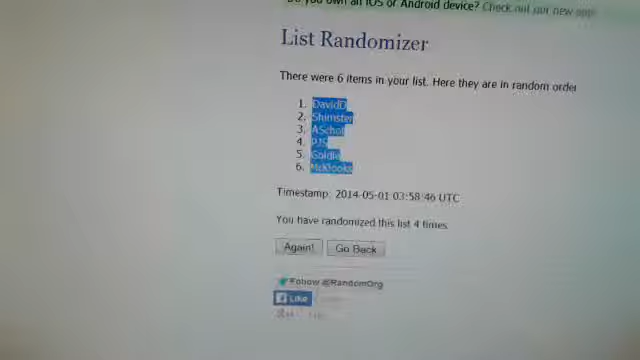 Do you own an iOS or Android device? Check out our new app!
List Randomizer
There were 6 items in your list. Here they are in random order
1. DavidD
2. Shimster
3. ASchol
4. PJS
5. Goldie
6.
Timestamp: 2014-05-01 03:58:46 UTC
You have randomized this list 4 times
Again! Go Back
Follow @RandomOrg
Like